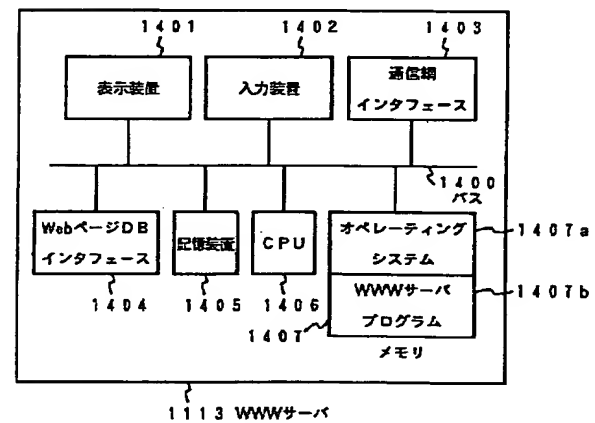 1401
1402
1403
表示装置
入力装置
通信網
インタフェース
1400
バス
WebページDB
インタフェース
記憶装置
CPU
オペレーティング
システム
1407a
WWWサーバ
プログラム
1407b
1404
1405
1406
1407
メモリ
1113 WWWサーバ